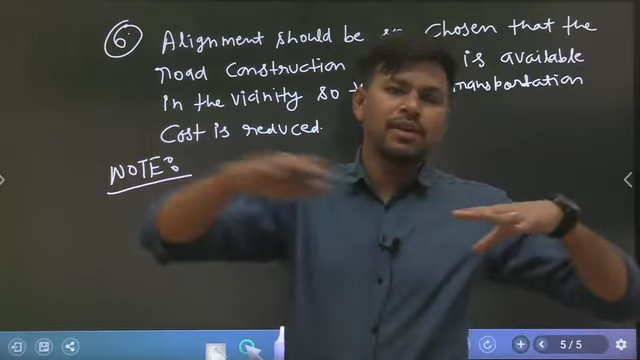 6. Alignment should be so chosen that the
road construction is available
in the vicinity so transportation
Cost is reduced.
NOTE:
5 / 5